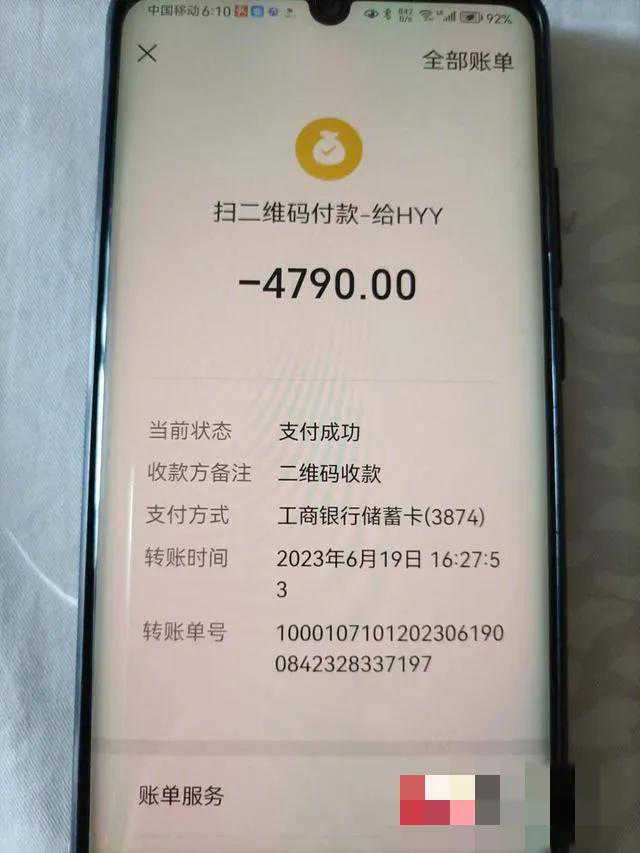 中国移动 6:10
92%
全部账单
扫二维码付款-给HYY
-4790.00
当前状态 支付成功
收款方备注 二维码收款
支付方式 工商银行储蓄卡(3874)
转账时间 2023年6月19日 16:27:5
3
转账单号 1000107101202306190
0842328337197
账单服务